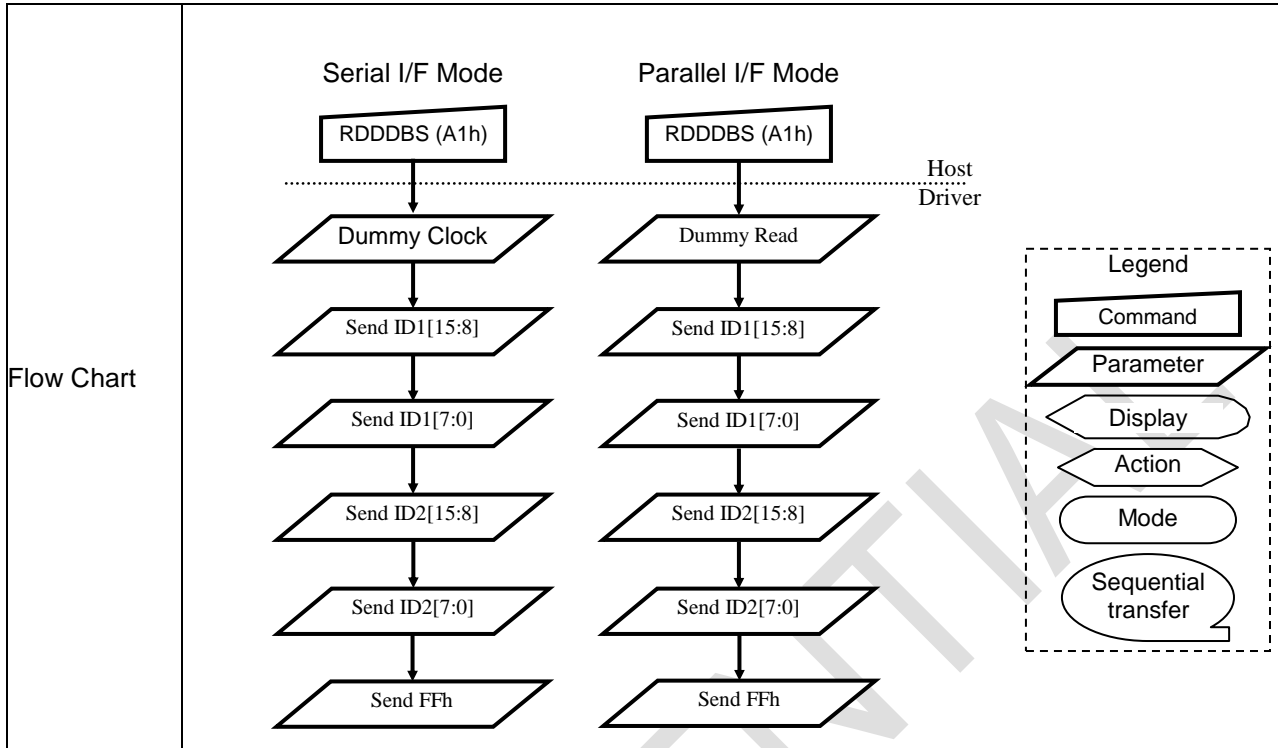 Flow Chart
Serial I/F Mode
RDDDBS (A1h)
Dummy Clock
Send ID1[15:8]
Send ID1[7:0]
Send ID2[15:8]
Send ID2[7:0]
Send FFh
Parallel I/F Mode
RDDDBS (A1h)
Host
Driver
Dummy Read
Send ID1[15:8]
Send ID1[7:0]
Send ID2[15:8]
Send ID2[7:0]
Send FFh
Legend
Command
Parameter
Display
Action
Mode
Sequential
transfer